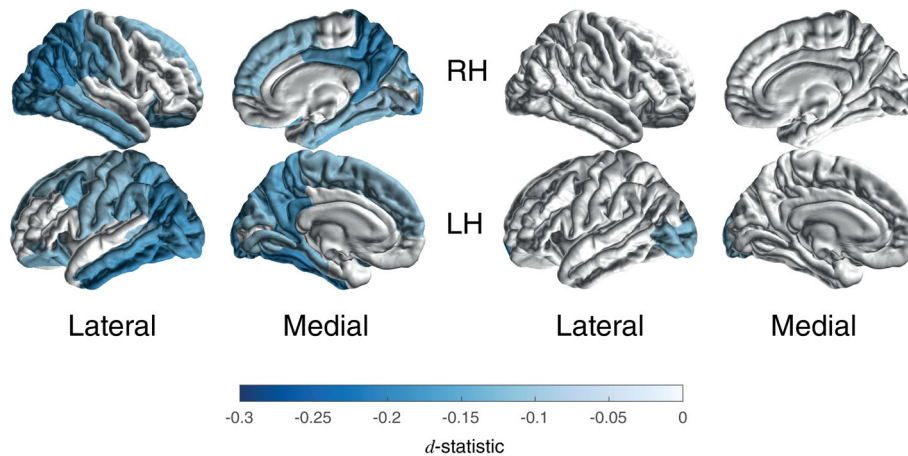 RH
LH
Lateral
Medial
Lateral
Medial
-0.3
-0.25
-0.2
-0.15
-0.1
-0.05
0
d-statistic